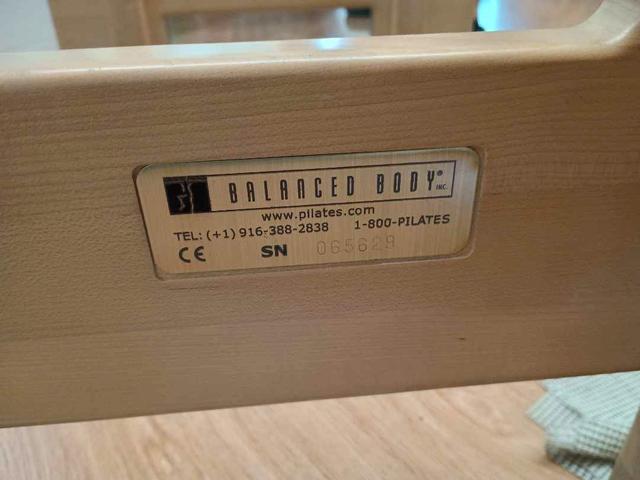 BALANCED BODY® INC.
www.pilates.com
TEL: (+1) 916-388-2838 1-800-PILATES
CE SN 065629